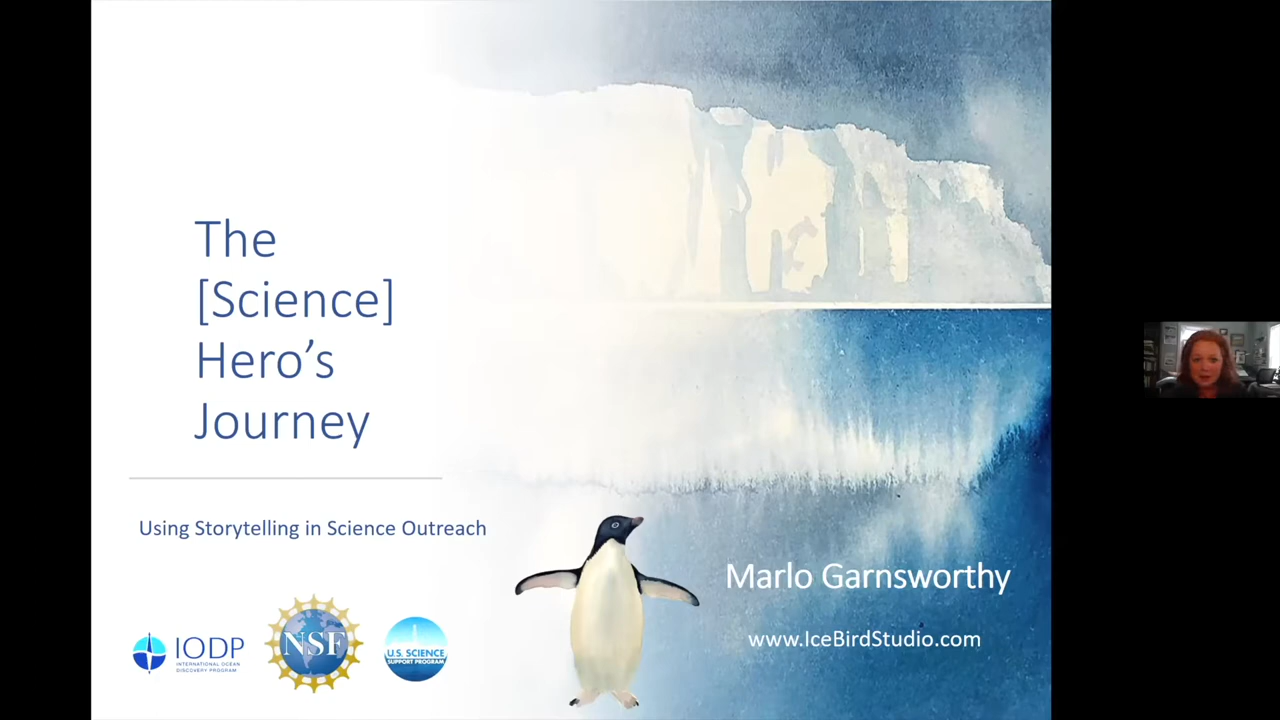 The
[Science]
Hero's
Journey
Using Storytelling in Science Outreach
Marlo Garnsworthy
www.IceBirdStudio.com
IODP
INTERNATIONAL OCEAN
DISCOVERY PROGRAM
NSF
U.S. SCIENCE
SUPPORT PROGRAM